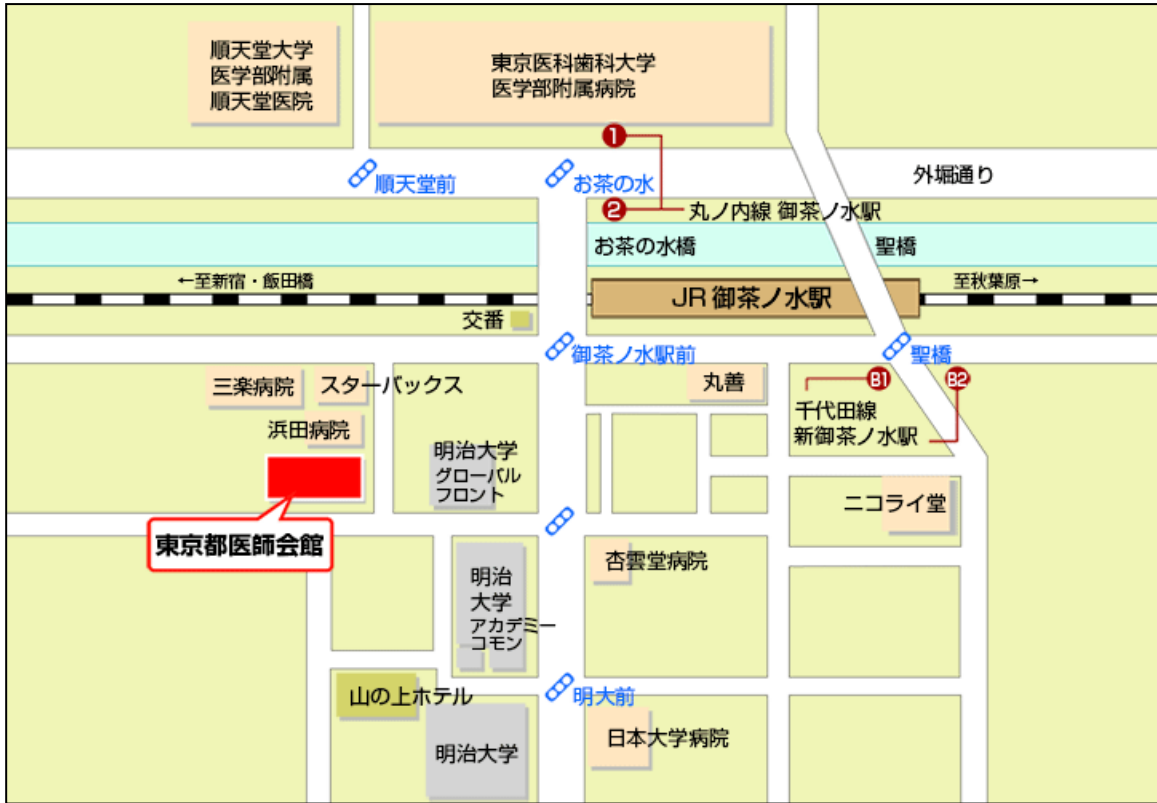 順天堂大学
医学部附属
順天堂医院
東京医科歯科大学
医学部附属病院
1
順天堂前
お茶の水
外堀通り
2
丸ノ内線 御茶ノ水駅
お茶の水橋
聖橋
←至新宿・飯田橋
JR 御茶ノ水駅
至秋葉原→
交番
御茶ノ水駅前
聖橋
三楽病院
スターバックス
丸善
B1
B2
千代田線
新御茶ノ水駅
浜田病院
明治大学
グローバル
フロント
ニコライ堂
東京都医師会館
杏雲堂病院
明治
大学
アカデミー
コモン
山の上ホテル
明大前
明治大学
日本大学病院